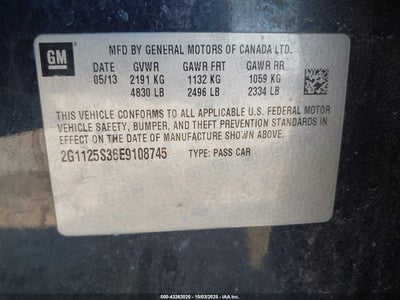 GM
MFD BY GENERAL MOTORS OF CANADA LTD.
DATE GVWR GAWR FRT GAWR RR
05/13 2191 KG 1132 KG 1059 KG
4830 LB 2496 LB 2334 LB
THIS VEHICLE CONFORMS TO ALL APPLICABLE U.S. FEDERAL MOTOR
VEHICLE SAFETY, BUMPER, AND THEFT PREVENTION STANDARDS IN
EFFECT ON THE DATE OF MANUFACTURE SHOWN ABOVE.
2G1125S36E9108745 TYPE: PASS CAR
000-43382020 - 10/03/2025 - IAA Inc.